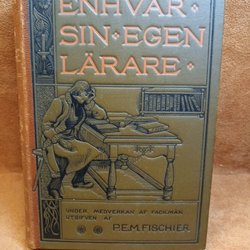 ENHVAR ·
SIN · EGEN
LÄRARE ·
UNDER MEDVERKAN AF FACKMÄN
UTGIFVEN AF
P.E.M. FISCHIER